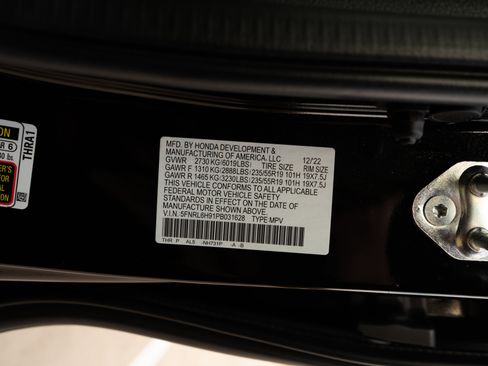 MFD. BY HONDA DEVELOPMENT &
MANUFACTURING OF AMERICA, LLC 12/22
GVWR 2730 KG(6019LBS) TIRE SIZE RIM SIZE
GAWR F 1310 KG(2888LBS)235/55R19 101H 19X7.5J
GAWR R 1465 KG(3230LBS)235/55R19 101H 19X7.5J
THIS VEHICLE CONFORMS TO ALL APPLICABLE
FEDERAL MOTOR VEHICLE SAFETY
STANDARDS IN EFFECT ON THE DATE OF
MANUFACTURE SHOWN ABOVE.
V.I.N. :5FNRL6H91PB031628 TYPE MPV
THR P AL5 -NH731P -A -B
ON
R 6
THRA1